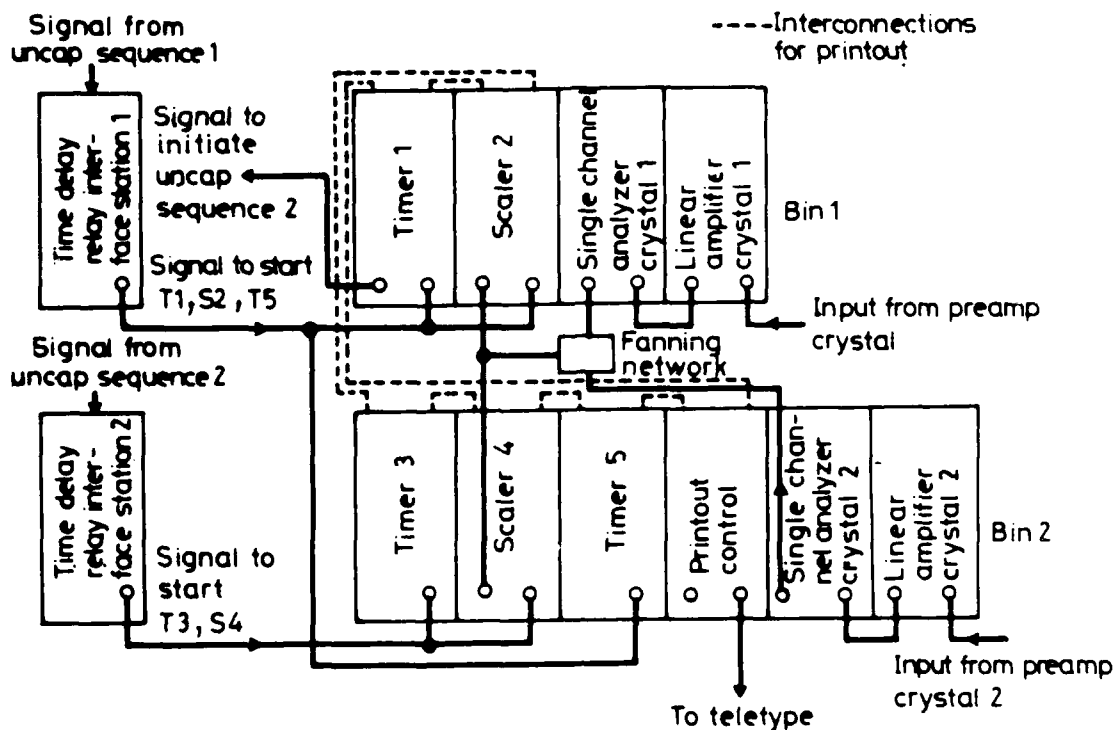 Signal from
uncap sequence 1
Time delay
relay inter-
face station 1
Signal to
initiate
uncap
sequence 2
Signal to start
T1, S2, T5
----Interconnections
for printout
Timer 1
Scaler 2
Single channel
analyzer
crystal 1
Linear
amplifier
crystal 1
Bin 1
Input from preamp
crystal
Fanning
network
Signal from
uncap sequence 2
Time delay
relay inter-
face station 2
Signal to
start
T3, S4
Timer 3
Scaler 4
Timer 5
Printout
control
Single chan-
nel analyzer
crystal 2
Linear
amplifier
crystal 2
Bin 2
Input from preamp
crystal 2
To teletype